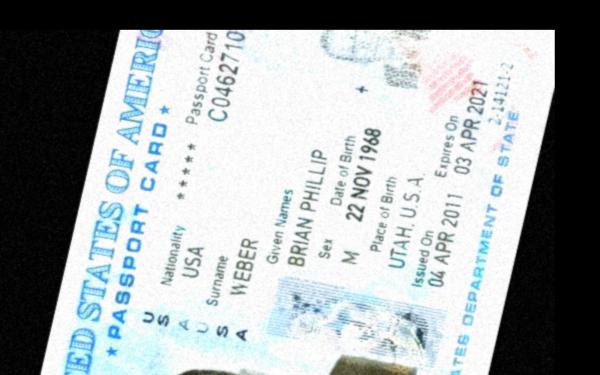 ED STATES OF AMERIC
★ PASSPORT CARD ★
Nationality
USA
★★★★★
Passport Card
C0462710
Surname
WEBER
Given Names
BRIAN PHILLIP
Sex
M
Date of Birth
22 NOV 1968
Place of Birth
UTAH, U.S.A.
Issued On
04 APR 2011
Expires On
03 APR 2021
2-14121-2
ATES DEPARTMENT OF STATE
USA
USA